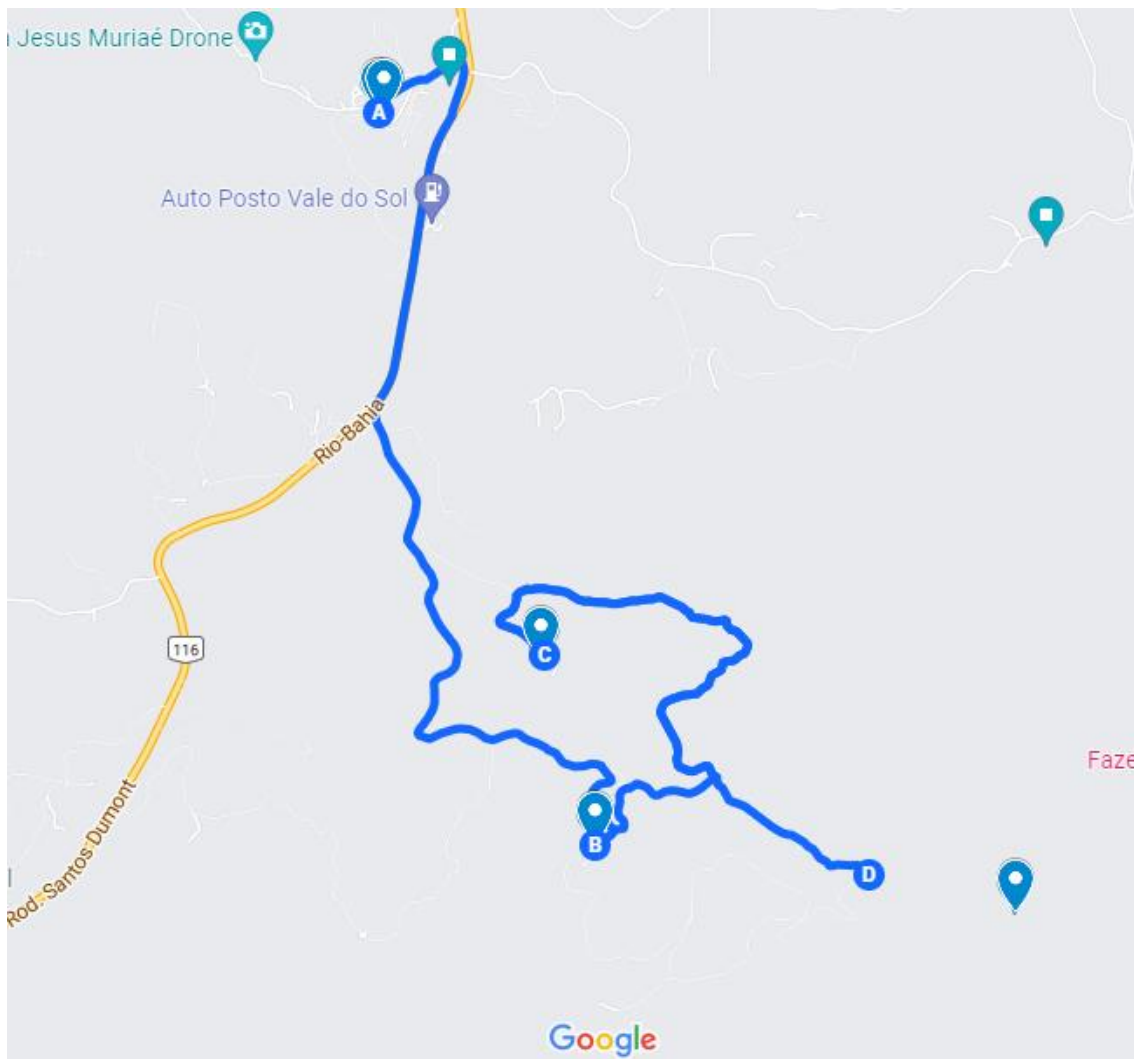 Jesus Muriaé Drone
A
Auto Posto Vale do Sol
Rio-Bahia
116
C
Faze
B
D
Rod. Santos Dumont
Google